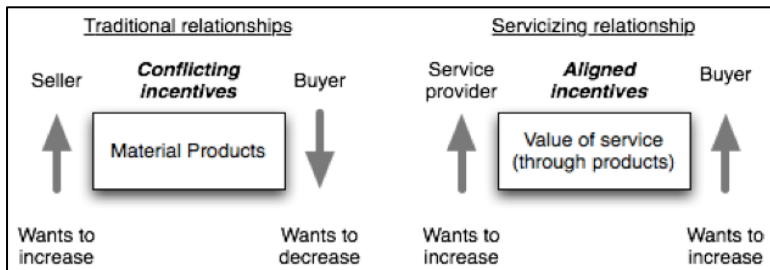 Traditional relationships
Seller
Conflicting
incentives
Buyer
Material Products
Wants to
increase
Wants to
decrease
Servicizing relationship
Service
provider
Aligned
incentives
Buyer
Value of service
(through products)
Wants to
increase
Wants to
increase